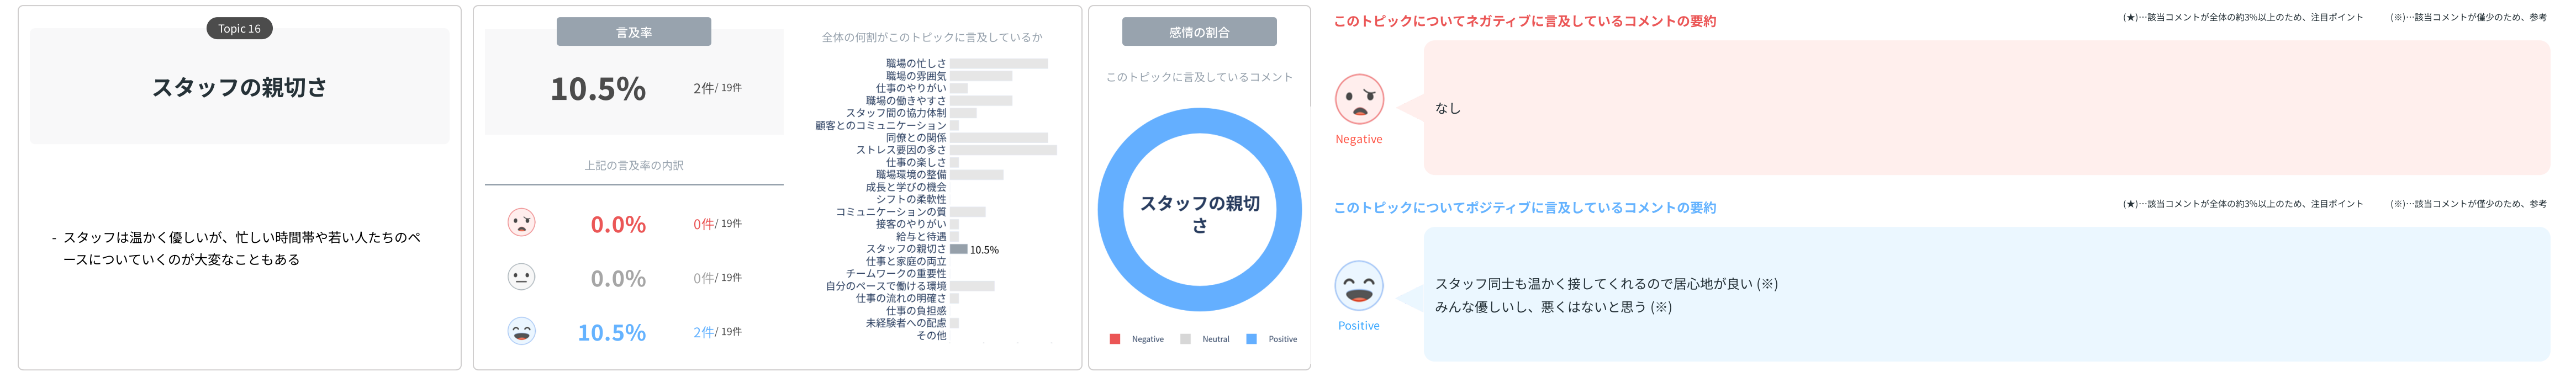 Topic 16
スタッフの親切さ
- スタッフは温かく優しいが、忙しい時間帯や若い人たちのペ
ースについていくのが大変なこともある
言及率
10.5%
2件/ 19件
上記の言及率の内訳
0.0%
0件/ 19件
0.0%
0件/ 19件
10.5%
2件/ 19件
全体の何割がこのトピックに言及しているか
職場の忙しさ
職場の雰囲気
仕事のやりがい
職場の働きやすさ
スタッフ間の協力体制
顧客とのコミュニケーション
同僚との関係
ストレス要因の多さ
仕事の楽しさ
職場環境の整備
成長と学びの機会
シフトの柔軟性
コミュニケーションの質
接客のやりがい
給与と待遇
スタッフの親切さ 10.5%
仕事と家庭の両立
チームワークの重要性
自分のペースで働ける環境
仕事の流れの明確さ
仕事の負担感
未経験者への配慮
その他
感情の割合
このトピックに言及しているコメント
スタッフの親切
さ
Negative Neutral Positive
このトピックについてネガティブに言及しているコメントの要約
(★)…該当コメントが全体の約3%以上のため、注目ポイント (※)…該当コメントが僅少のため、参考
Negative
なし
このトピックについてポジティブに言及しているコメントの要約
(★)…該当コメントが全体の約3%以上のため、注目ポイント (※)…該当コメントが僅少のため、参考
Positive
スタッフ同士も温かく接してくれるので居心地が良い (※)
みんな優しいし、悪くはないと思う (※)